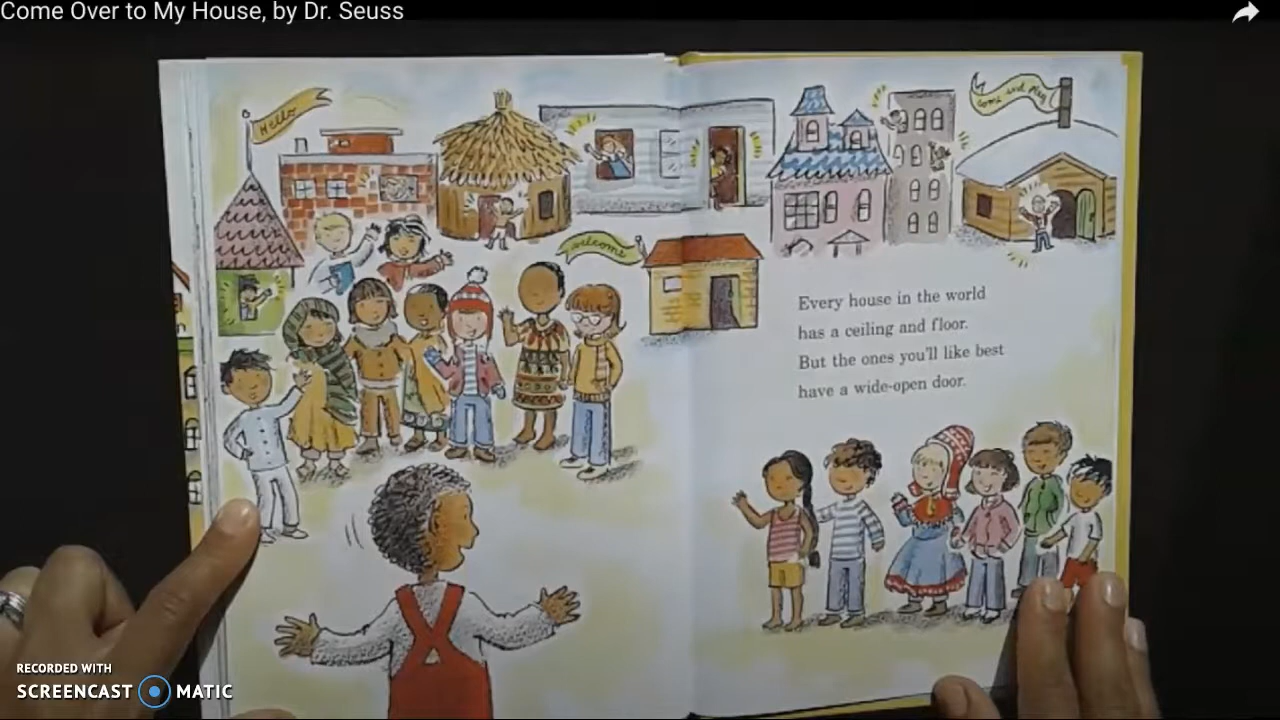 Come Over to My House, by Dr. Seuss
Hello
come and play
welcome
Every house in the world
has a ceiling and floor.
But the ones you'll like best
have a wide-open door.
RECORDED WITH
SCREENCAST MATIC